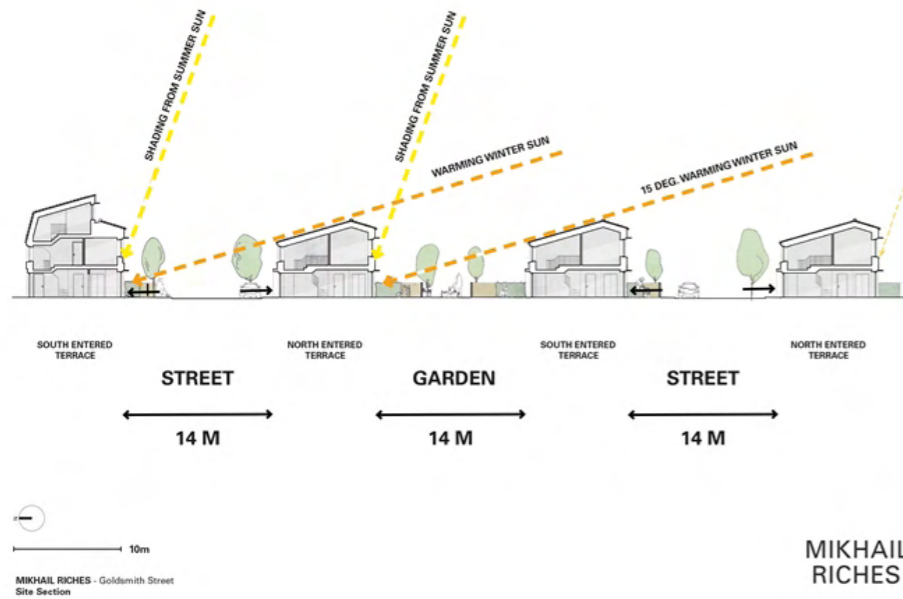 SHADING FROM SUMMER SUN
SHADING FROM SUMMER SUN
WARMING WINTER SUN
15 DEG. WARMING WINTER SUN
SOUTH ENTERED
TERRACE
NORTH ENTERED
TERRACE
SOUTH ENTERED
TERRACE
NORTH ENTERED
TERRACE
STREET
GARDEN
STREET
14 M
14 M
14 M
10m
MIKHAIL RICHES - Goldsmith Street
Site Section
MIKHAIL
RICHES